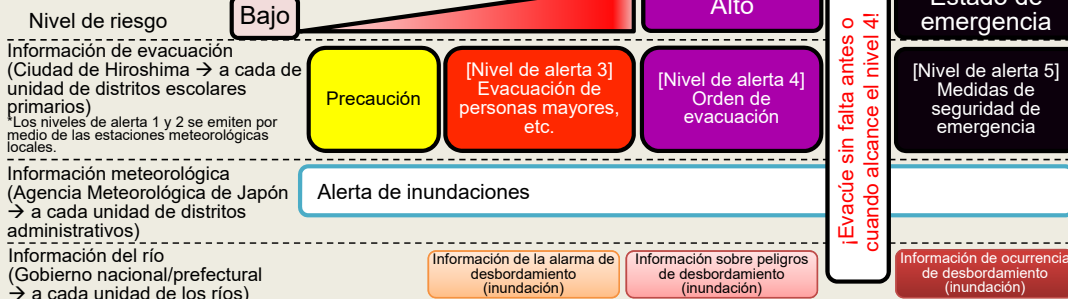 Nivel de riesgo
Bajo
Alto
Estado de
emergencia
Información de evacuación
(Ciudad de Hiroshima → a cada de
unidad de distritos escolares
primarios)
*Los niveles de alerta 1 y 2 se emiten por
medio de las estaciones meteorológicas
locales.
Precaución
[Nivel de alerta 3]
Evacuación de
personas mayores,
etc.
[Nivel de alerta 4]
Orden de
evacuación
¡Evacúe sin falta antes o
cuando alcance el nivel 4!
[Nivel de alerta 5]
Medidas de
seguridad de
emergencia
Información meteorológica
(Agencia Meteorológica de Japón
→ a cada unidad de distritos
administrativos)
Alerta de inundaciones
Información del río
(Gobierno nacional/prefectural
→ a cada unidad de los ríos)
Información de la alarma de
desbordamiento
(inundación)
Información sobre peligros
de desbordamiento
(inundación)
Información de ocurrencia
de desbordamiento
(inundación)